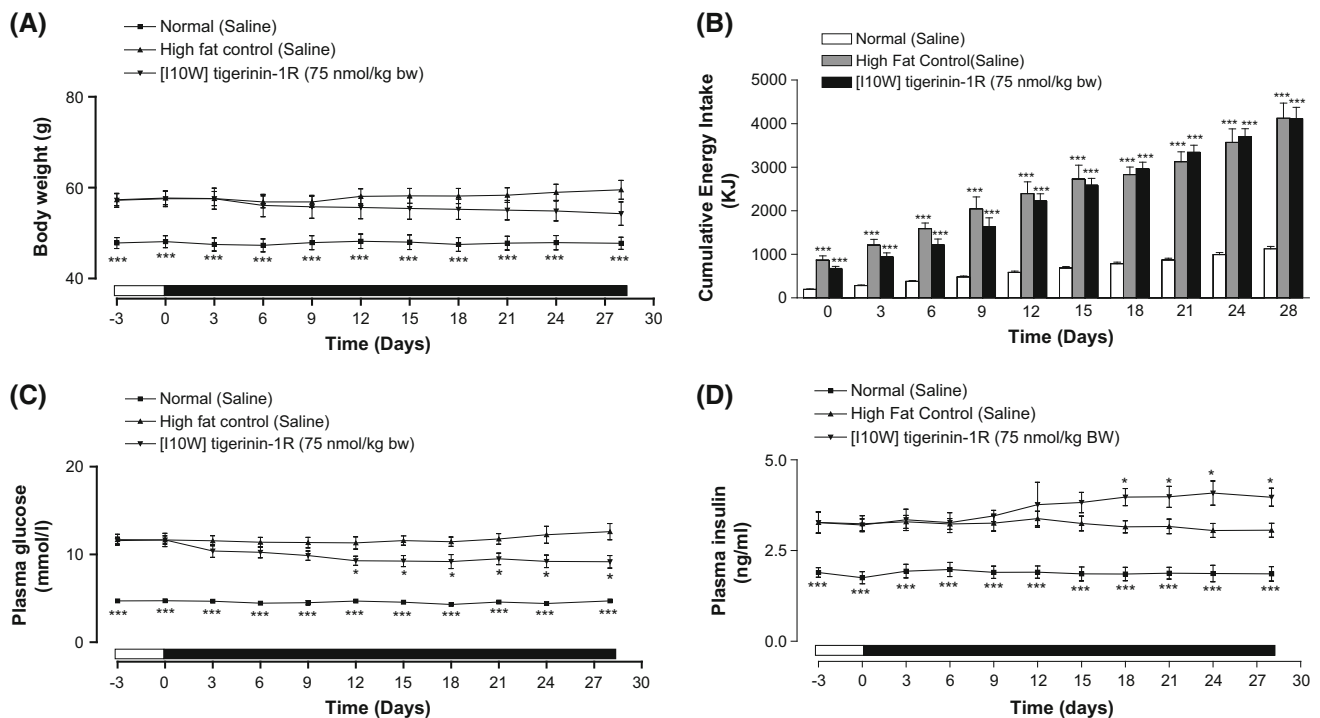 (A)
Normal (Saline)
High fat control (Saline)
[I10W] tigerinin-1R (75 nmol/kg bw)
Body weight (g)
80
60
40
*** *** *** *** *** *** *** *** *** *** ***
-3 0 3 6 9 12 15 18 21 24 27 30
Time (Days)
(B)
Normal (Saline)
High Fat Control(Saline)
[I10W] tigerinin-1R (75 nmol/kg bw)
Cumulative Energy Intake
(KJ)
5000
4000
3000
2000
1000
0
*** *** *** *** *** *** *** *** *** *** *** *** *** *** *** *** *** *** *** ***
0 3 6 9 12 15 18 21 24 28
Time (Days)
(C)
Normal (Saline)
High fat control (Saline)
[I10W] tigerinin-1R (75 nmol/kg bw)
Plasma glucose
(mmol/l)
20
10
0
* * * * * *
*** *** *** *** *** *** *** *** *** *** ***
-3 0 3 6 9 12 15 18 21 24 27 30
Time (Days)
(D)
Normal (Saline)
High Fat Control (Saline)
[I10W] tigerinin-1R (75 nmol/kg BW)
Plasma insulin
(ng/ml)
5.0
2.5
0.0
* * * *
*** *** *** *** *** *** *** *** *** *** ***
-3 0 3 6 9 12 15 18 21 24 27 30
Time (days)